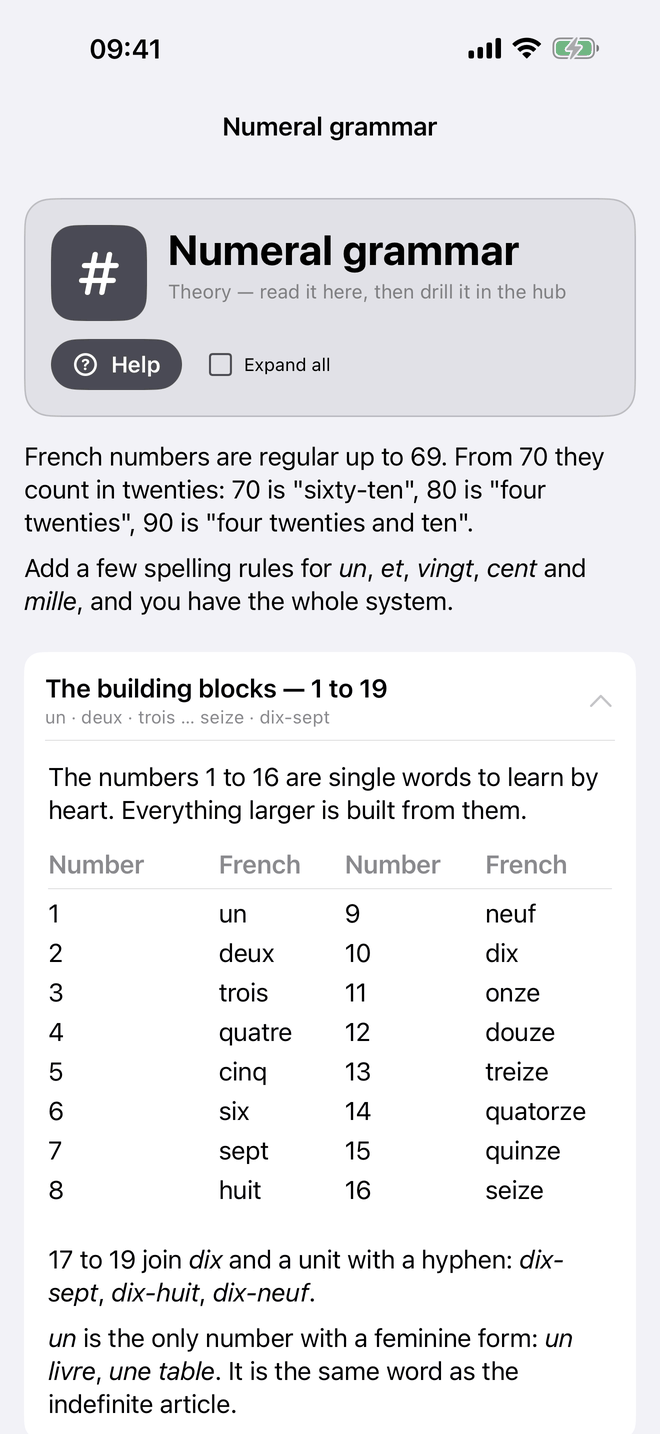 09:41
Numeral grammar
#
Numeral grammar
Theory — read it here, then drill it in the hub
? Help
Expand all
French numbers are regular up to 69. From 70 they
count in twenties: 70 is "sixty-ten", 80 is "four
twenties", 90 is "four twenties and ten".
Add a few spelling rules for un, et, vingt, cent and
mille, and you have the whole system.
The building blocks — 1 to 19
un · deux · trois ... seize · dix-sept
The numbers 1 to 16 are single words to learn by
heart. Everything larger is built from them.
Number French Number French
1 un 9 neuf
2 deux 10 dix
3 trois 11 onze
4 quatre 12 douze
5 cinq 13 treize
6 six 14 quatorze
7 sept 15 quinze
8 huit 16 seize
17 to 19 join dix and a unit with a hyphen: dix-
sept, dix-huit, dix-neuf.
un is the only number with a feminine form: un
livre, une table. It is the same word as the
indefinite article.